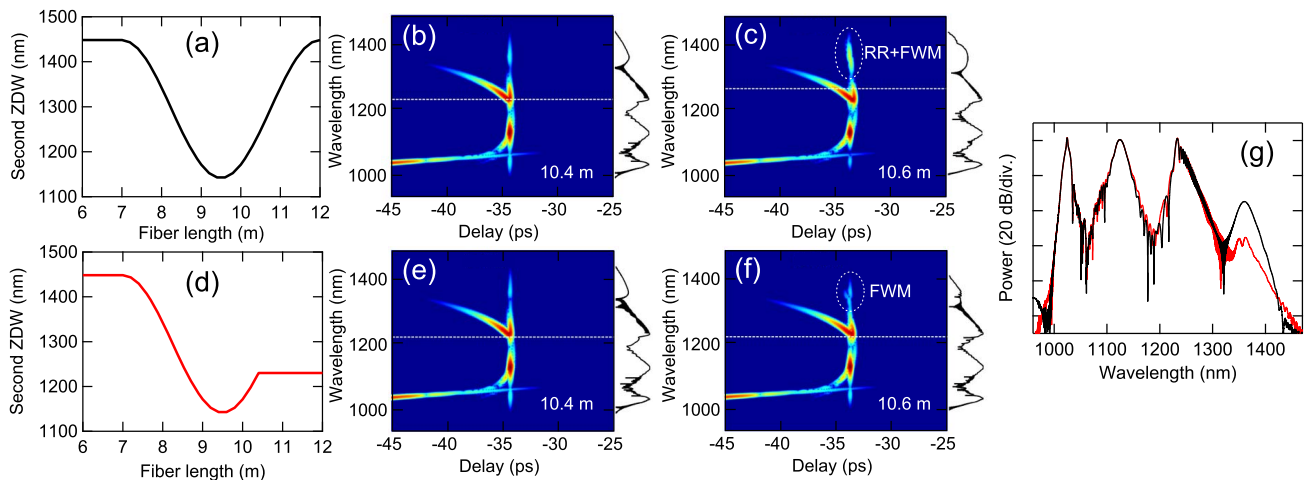 (a)
Second ZDW (nm)
1500
1400
1300
1200
1100
6 7 8 9 10 11 12
Fiber length (m)
(b)
Wavelength (nm)
1400
1200
1000
10.4 m
-45 -40 -35 -30 -25
Delay (ps)
(c)
RR+FWM
Wavelength (nm)
1400
1200
1000
10.6 m
-45 -40 -35 -30 -25
Delay (ps)
(d)
Second ZDW (nm)
1500
1400
1300
1200
1100
6 7 8 9 10 11 12
Fiber length (m)
(e)
Wavelength (nm)
1400
1200
1000
10.4 m
-45 -40 -35 -30 -25
Delay (ps)
(f)
FWM
Wavelength (nm)
1400
1200
1000
10.6 m
-45 -40 -35 -30 -25
Delay (ps)
(g)
Power (20 dB/div.)
1000 1100 1200 1300 1400
Wavelength (nm)